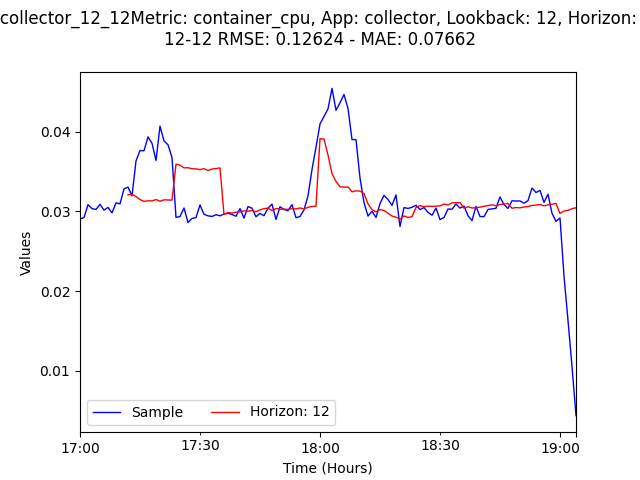 collector_12_12Metric: container_cpu, App: collector, Lookback: 12, Horizon:
12-12 RMSE: 0.12624 - MAE: 0.07662
0.04
0.03
0.02
0.01
Values
Sample
Horizon: 12
17:00
17:30
18:00
18:30
19:00
Time (Hours)